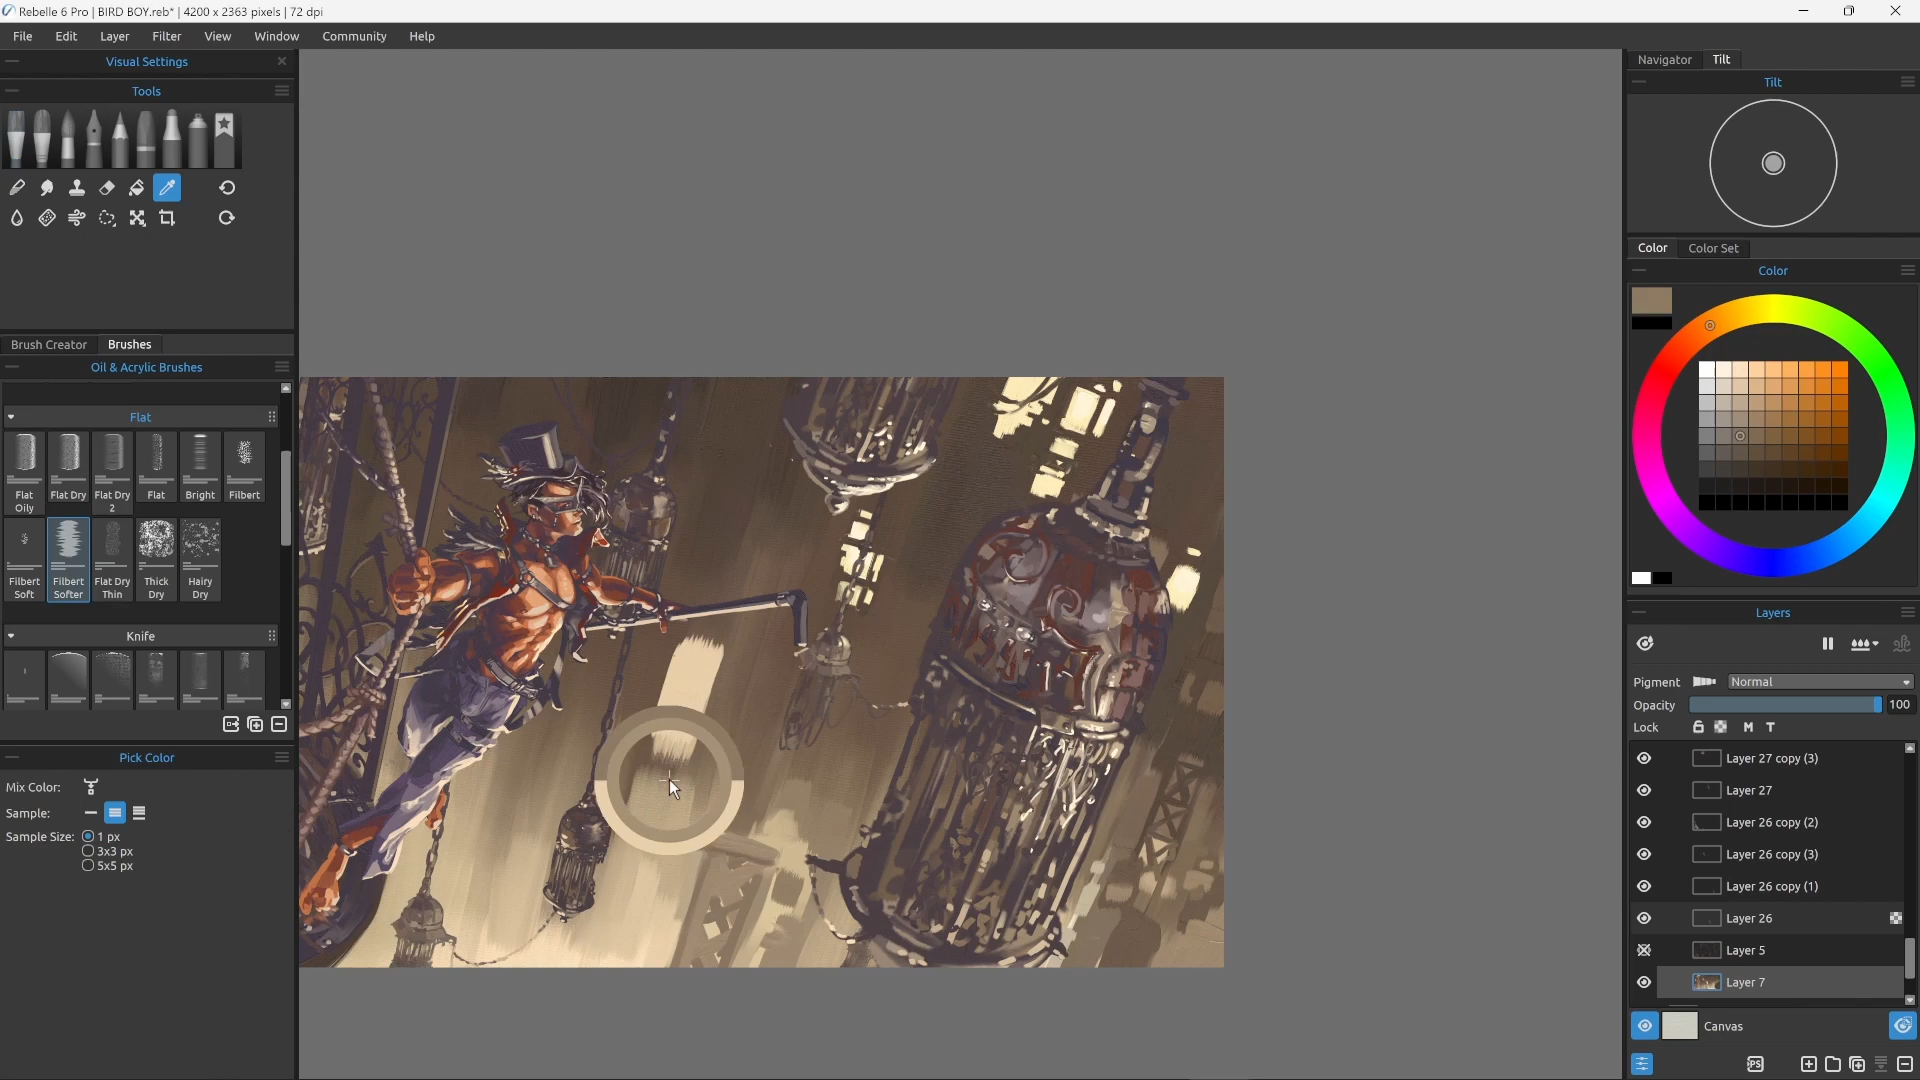 Rebelle 6 Pro | BIRD BOY.reb* | 4200 x 2363 pixels | 72 dpi
File Edit Layer Filter View Window Community Help
Visual Settings
Tools
Brush Creator Brushes
Oil & Acrylic Brushes
Flat
Flat Oily Flat Dry Flat Dry 2 Flat Bright Filbert
Filbert Soft Filbert Softer Flat Dry Thin Thick Dry Hairy Dry
Knife
Pick Color
Mix Color:
Sample:
Sample Size: 1 px
3x3 px
5x5 px
Navigator Tilt
Tilt
Color Color Set
Color
Layers
Pigment Normal
Opacity 100
Lock M T
Layer 27 copy (3)
Layer 27
Layer 26 copy (2)
Layer 26 copy (3)
Layer 26 copy (1)
Layer 26
Layer 5
Layer 7
Canvas
PS